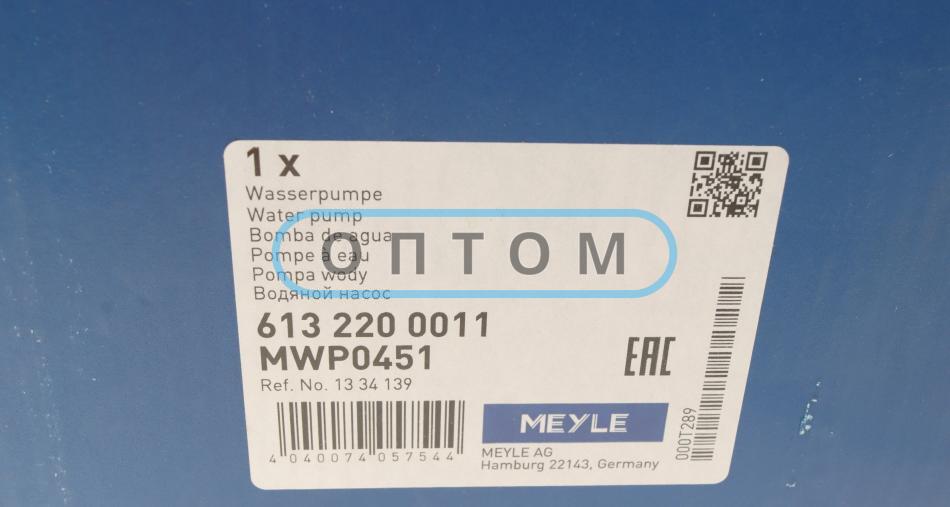 1 x
Wasserpumpe
Water pump
Bomba de agua
Pompe à eau
Pompa wody
Водяной насос
ОПТОМ
613 220 0011
MWP0451
EAC
Ref. No. 13 34 139
4 040074 057544
MEYLE
MEYLE AG
Hamburg 22143, Germany
000T289